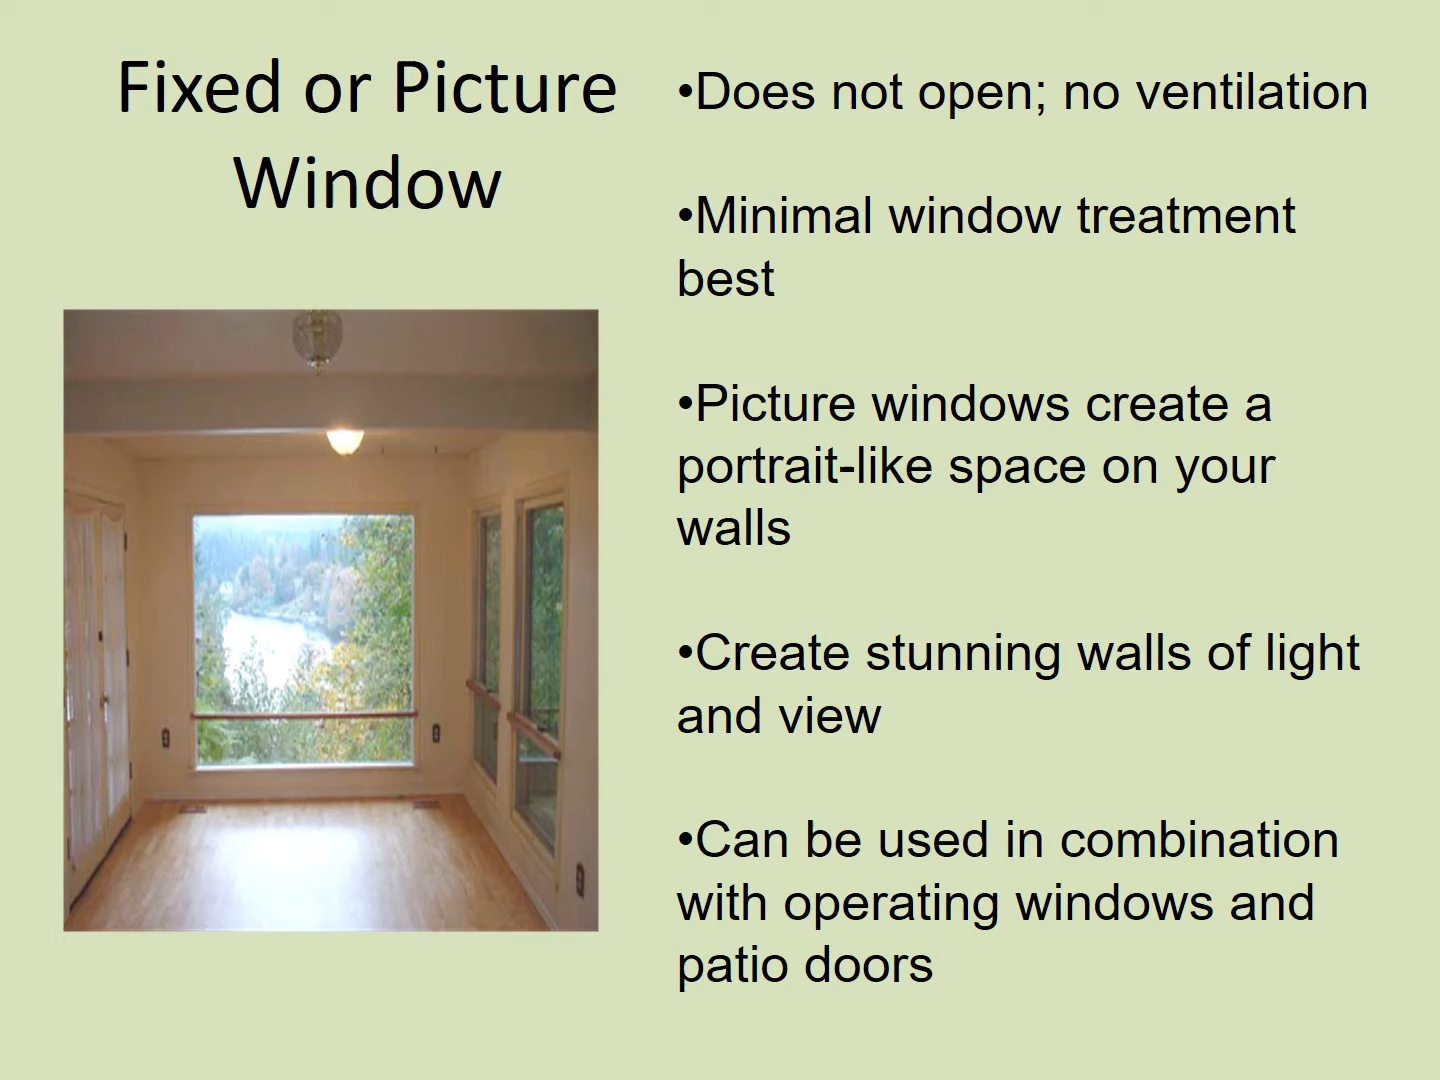 Fixed or Picture
Window
•Does not open; no ventilation
•Minimal window treatment
best
•Picture windows create a
portrait-like space on your
walls
•Create stunning walls of light
and view
•Can be used in combination
with operating windows and
patio doors